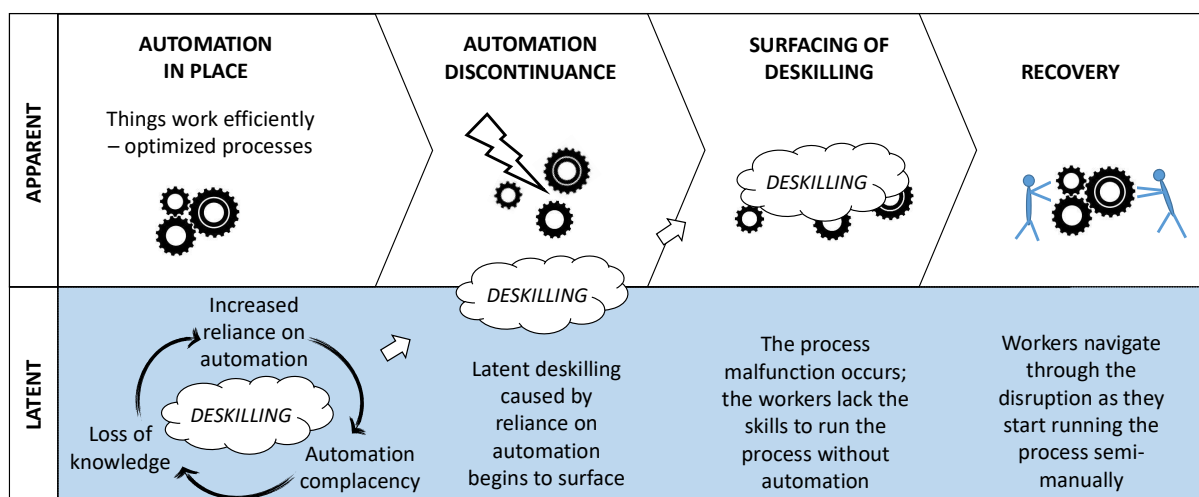 AUTOMATION
IN PLACE
AUTOMATION
DISCONTINUANCE
SURFACING OF
DESKILLING
RECOVERY
APPARENT
Things work efficiently
– optimized processes
DESKILLING
DESKILLING
LATENT
Increased
reliance on
automation
DESKILLING
Loss of
knowledge
Automation
complacency
Latent deskilling
caused by
reliance on
automation
begins to surface
The process
malfunction occurs;
the workers lack the
skills to run the
process without
automation
Workers navigate
through the
disruption as they
start running the
process semi-
manually